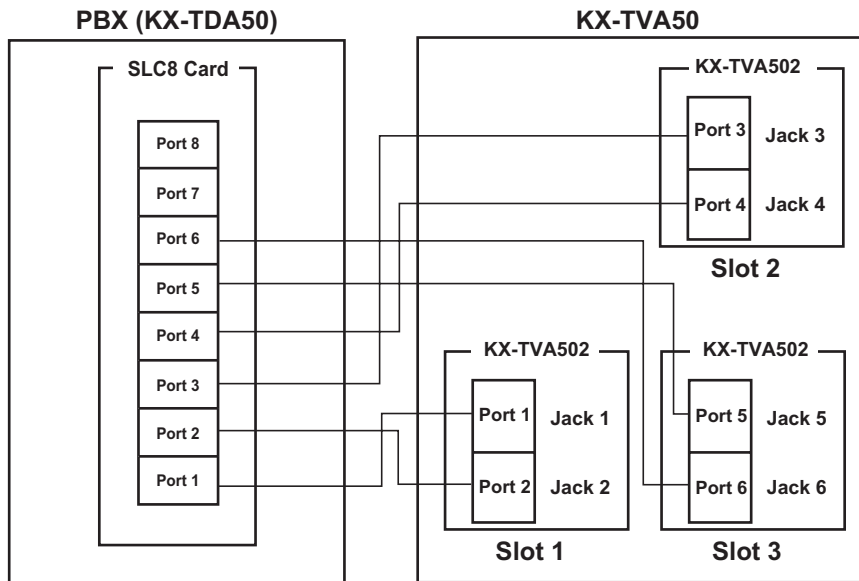 PBX (KX-TDA50)
SLC8 Card
Port 8
Port 7
Port 6
Port 5
Port 4
Port 3
Port 2
Port 1
KX-TVA50
KX-TVA502
Port 3 Jack 3
Port 4 Jack 4
Slot 2
KX-TVA502
Port 1 Jack 1
Port 2 Jack 2
Slot 1
KX-TVA502
Port 5 Jack 5
Port 6 Jack 6
Slot 3